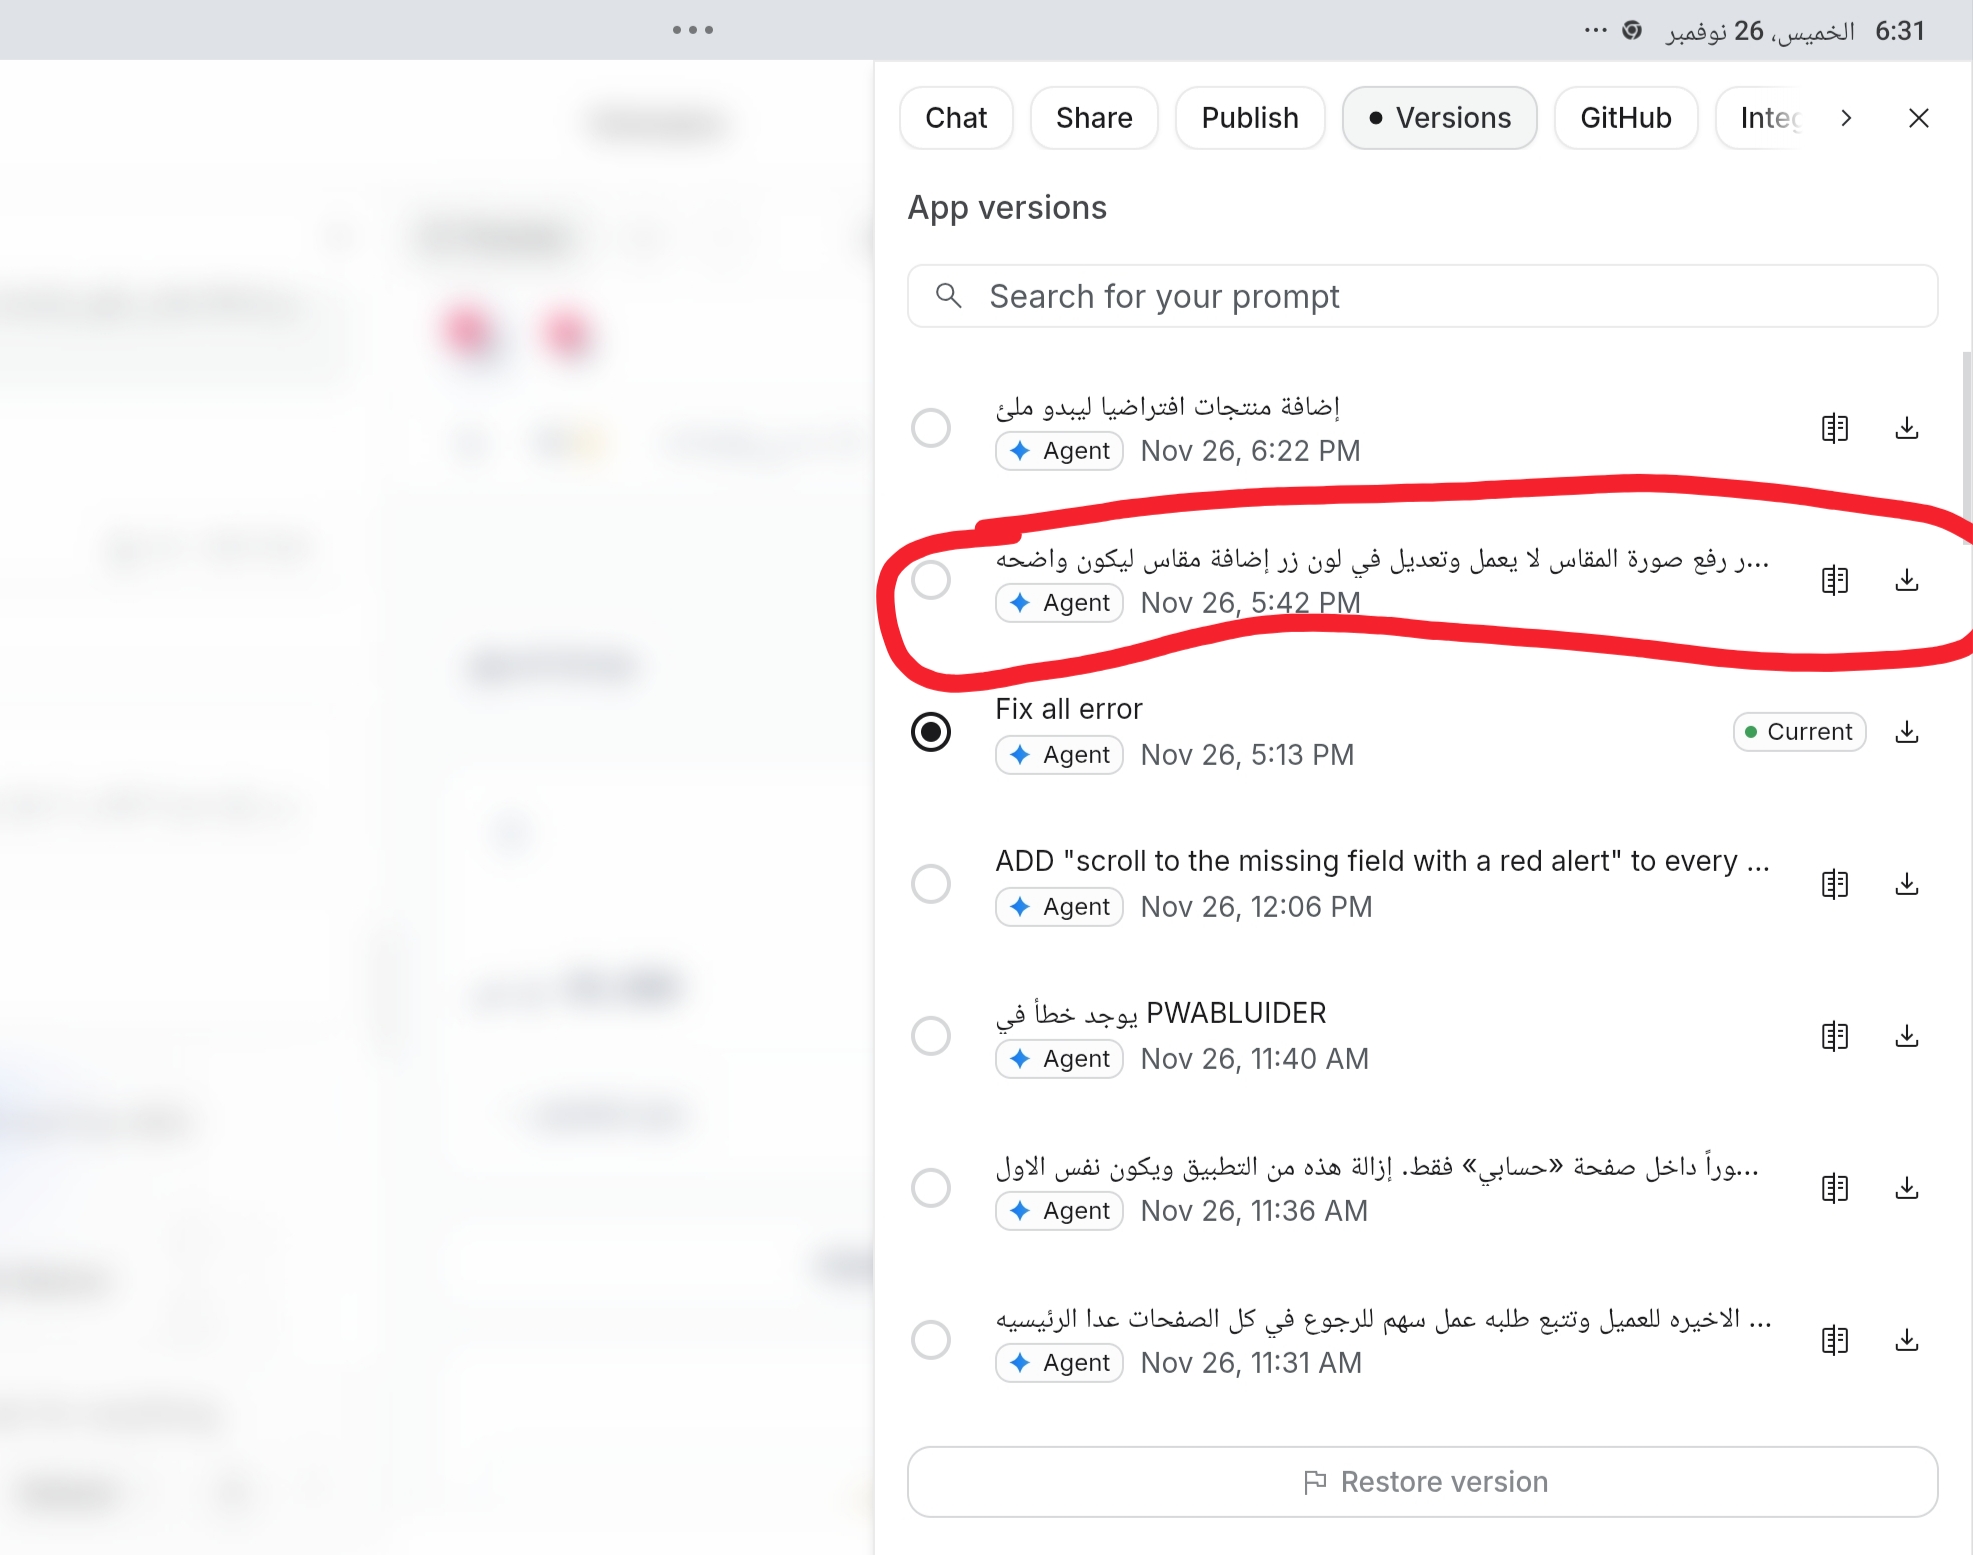 6:31 الخميس، 26 نوفمبر
Chat
Share
Publish
Versions
GitHub
Integ
App versions
Search for your prompt
إضافة منتجات افتراضيا ليبدو ملئ
Agent Nov 26, 6:22 PM
...ر رفع صورة المقاس لا يعمل وتعديل في لون زر إضافة مقاس ليكون واضحه
Agent Nov 26, 5:42 PM
Fix all error
Current
Agent Nov 26, 5:13 PM
ADD "scroll to the missing field with a red alert" to every ...
Agent Nov 26, 12:06 PM
يوجد خطأ في PWABLUIDER
Agent Nov 26, 11:40 AM
...وراً داخل صفحة «حسابي» فقط. إزالة هذه من التطبيق ويكون نفس الاول
Agent Nov 26, 11:36 AM
... الاخيره للعميل وتتبع طلبه عمل سهم للرجوع في كل الصفحات عدا الرئيسيه
Agent Nov 26, 11:31 AM
Restore version